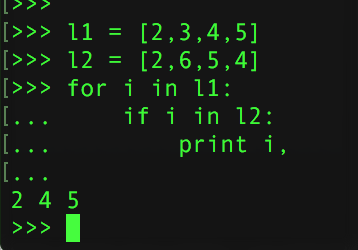 [>>>
[>>> l1 = [2,3,4,5]
[>>> l2 = [2,6,5,4]
[>>> for i in l1:
[...     if i in l2:
[...         print i,
[...
2 4 5
>>>